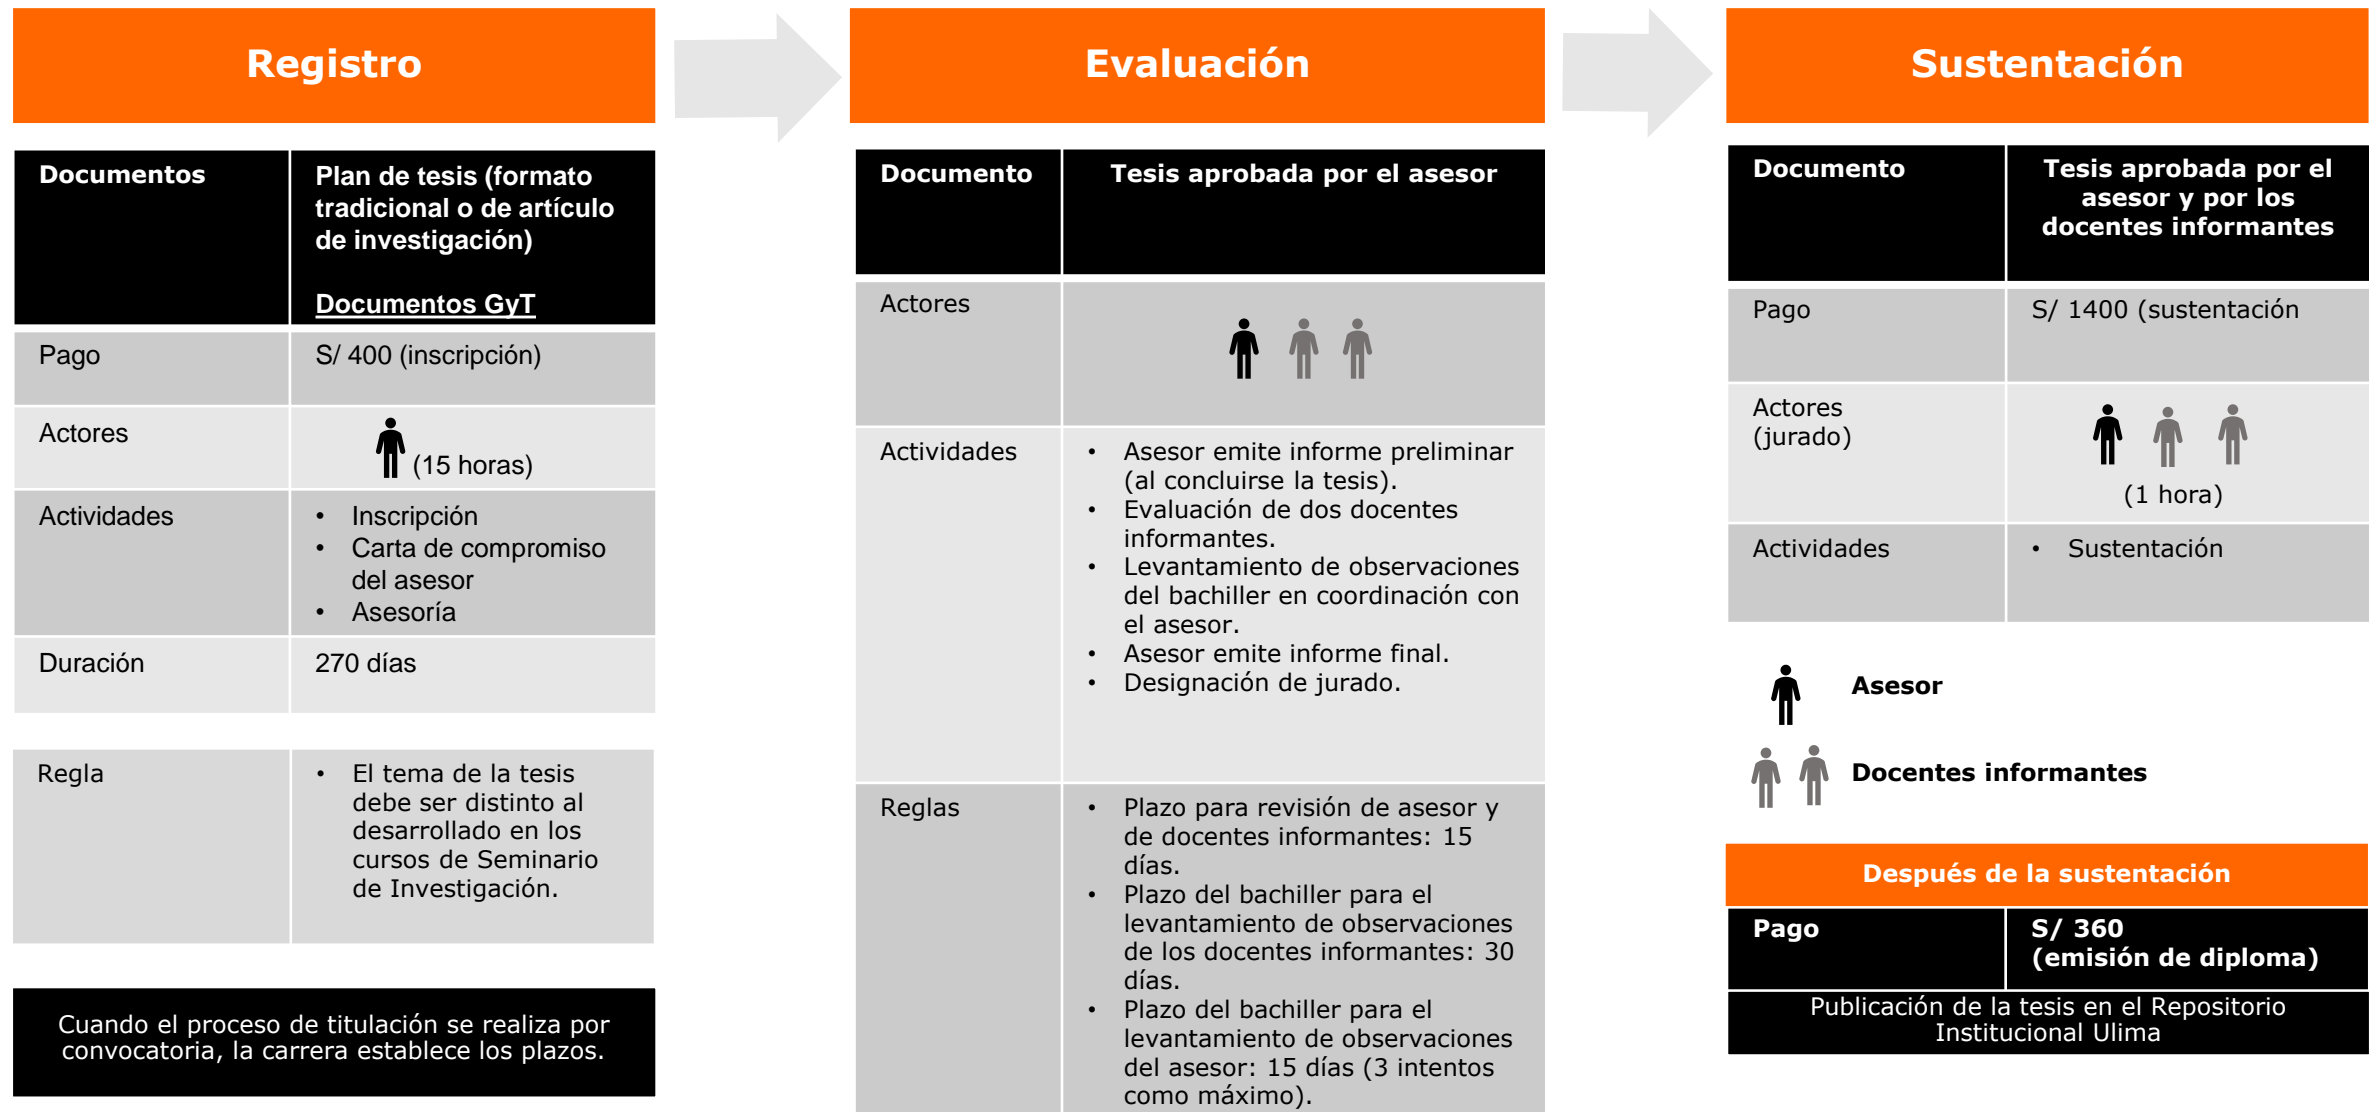 Registro
Documentos
Plan de tesis (formato
tradicional o de artículo
de investigación)
Documentos GyT
Pago
S/ 400 (inscripción)
Actores
(15 horas)
Actividades
• Inscripción
• Carta de compromiso
del asesor
• Asesoría
Duración
270 días
Regla
• El tema de la tesis
debe ser distinto al
desarrollado en los
cursos de Seminario
de Investigación.
Cuando el proceso de titulación se realiza por
convocatoria, la carrera establece los plazos.
Evaluación
Documento
Tesis aprobada por el asesor
Actores
Actividades
• Asesor emite informe preliminar
(al concluirse la tesis).
• Evaluación de dos docentes
informantes.
• Levantamiento de observaciones
del bachiller en coordinación con
el asesor.
• Asesor emite informe final.
• Designación de jurado.
Reglas
• Plazo para revisión de asesor y
de docentes informantes: 15
días.
• Plazo del bachiller para el
levantamiento de observaciones
de los docentes informantes: 30
días.
• Plazo del bachiller para el
levantamiento de observaciones
del asesor: 15 días (3 intentos
como máximo).
Sustentación
Documento
Tesis aprobada por el
asesor y por los
docentes informantes
Pago
S/ 1400 (sustentación
Actores
(jurado)
(1 hora)
Actividades
• Sustentación
Asesor
Docentes informantes
Después de la sustentación
Pago
S/ 360
(emisión de diploma)
Publicación de la tesis en el Repositorio
Institucional Ulima